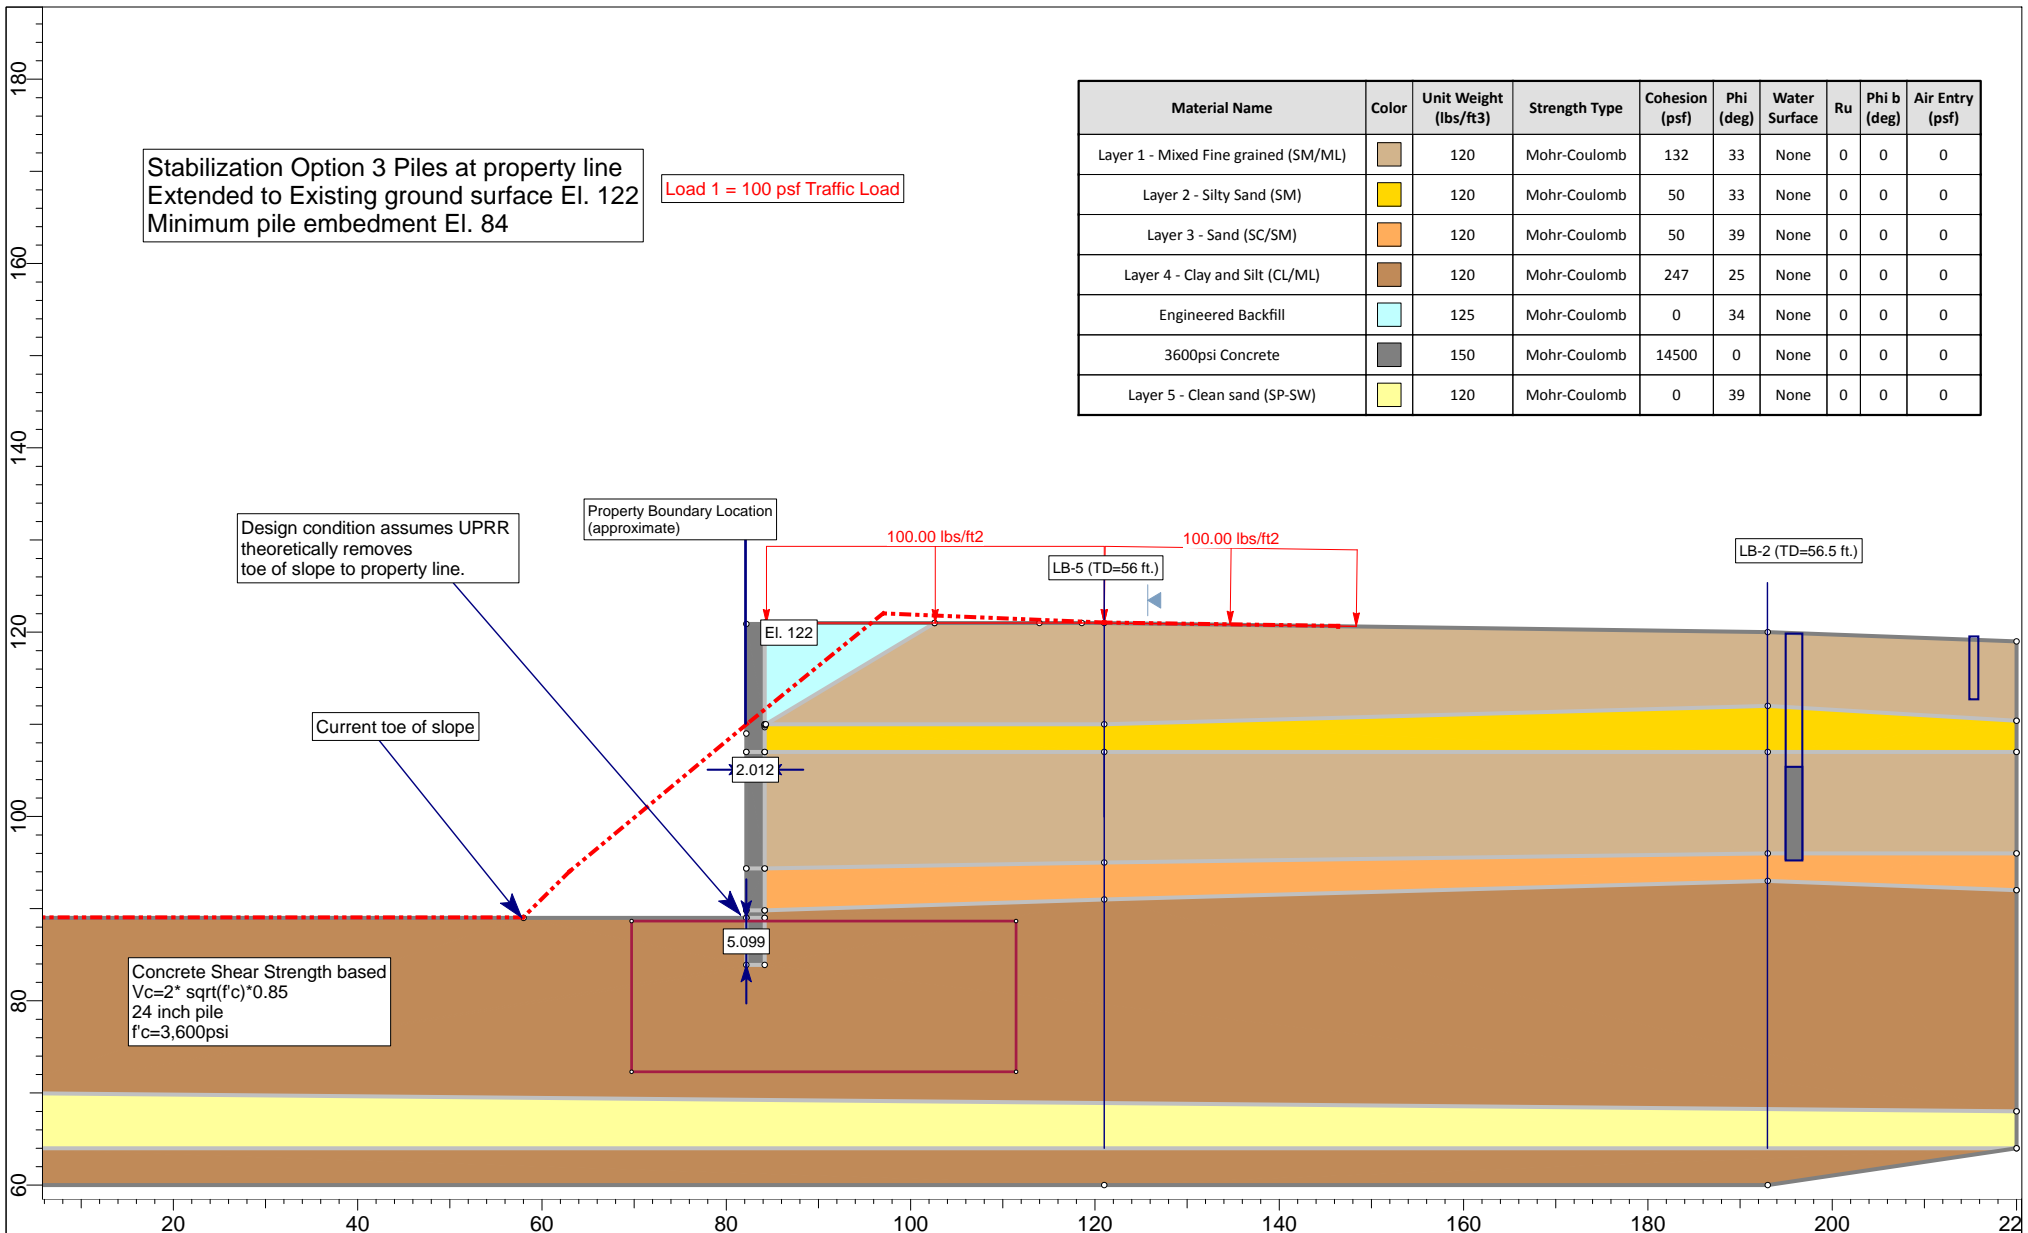 Stabilization Option 3 Piles at property line
Extended to Existing ground surface El. 122
Minimum pile embedment El. 84
Load 1 = 100 psf Traffic Load
Material Name Color Unit Weight (lbs/ft3) Strength Type Cohesion (psf) Phi (deg) Water Surface Ru Phi b (deg) Air Entry (psf)
Layer 1 - Mixed Fine grained (SM/ML) 120 Mohr-Coulomb 132 33 None 0 0 0
Layer 2 - Silty Sand (SM) 120 Mohr-Coulomb 50 33 None 0 0 0
Layer 3 - Sand (SC/SM) 120 Mohr-Coulomb 50 39 None 0 0 0
Layer 4 - Clay and Silt (CL/ML) 120 Mohr-Coulomb 247 25 None 0 0 0
Engineered Backfill 125 Mohr-Coulomb 0 34 None 0 0 0
3600psi Concrete 150 Mohr-Coulomb 14500 0 None 0 0 0
Layer 5 - Clean sand (SP-SW) 120 Mohr-Coulomb 0 39 None 0 0 0
Property Boundary Location
(approximate)
Design condition assumes UPRR
theoretically removes
toe of slope to property line.
100.00 lbs/ft2
100.00 lbs/ft2
LB-5 (TD=56 ft.)
LB-2 (TD=56.5 ft.)
El. 122
Current toe of slope
2.012
5.099
Concrete Shear Strength based
Vc=2* sqrt(f'c)*0.85
24 inch pile
f'c=3,600psi
180
160
140
120
100
80
60
20 40 60 80 100 120 140 160 180 200 22